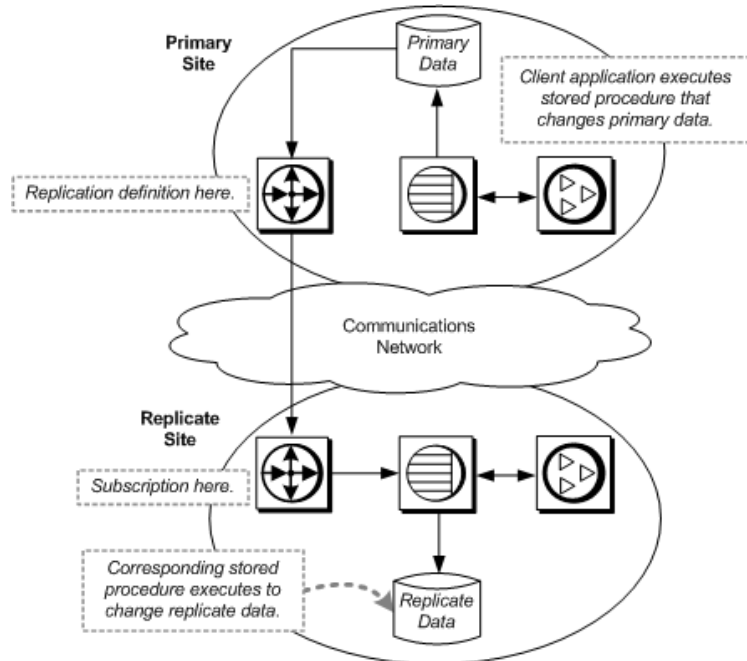 Primary
Site
Primary
Data
Client application executes
stored procedure that
changes primary data.
Replication definition here.
Communications
Network
Replicate
Site
Subscription here.
Corresponding stored
procedure executes to
change replicate data.
Replicate
Data